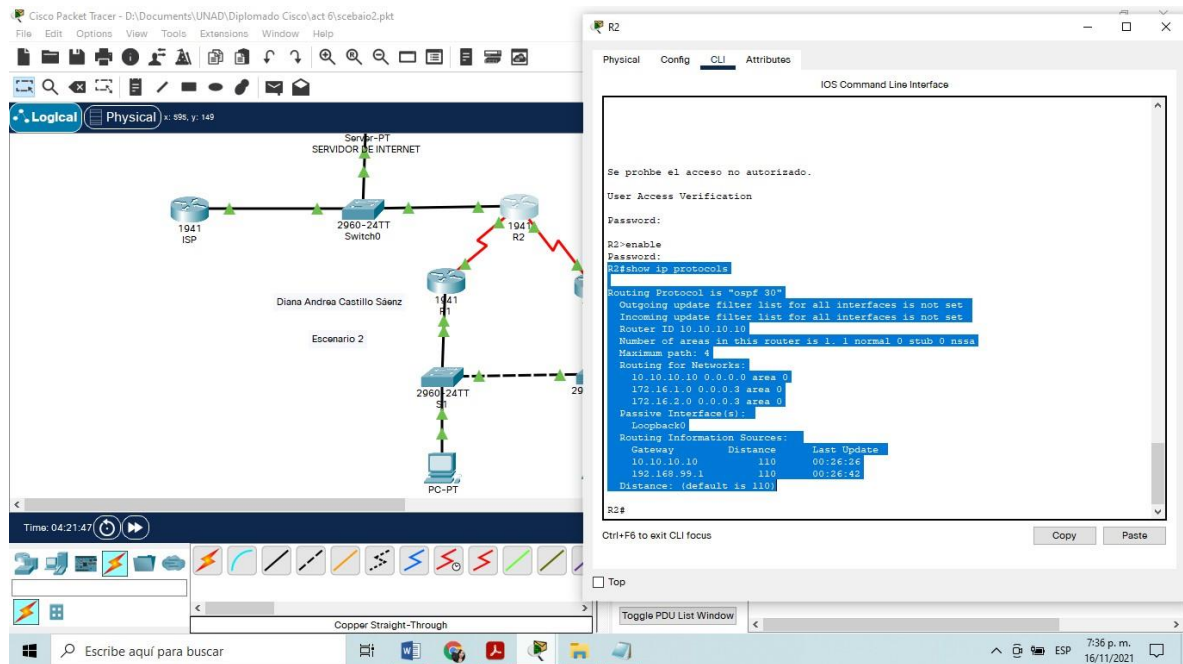 Cisco Packet Tracer - D:\Documents\UNAD\Diplomado Cisco\act 6\scebaio2.pkt
File Edit Options View Tools Extensions Window Help
Logical Physical x: 595, y: 149
Server-PT
SERVIDOR DE INTERNET
1941
ISP
2960-24TT
Switch0
1941
R2
Diana Andrea Castillo Sáenz
1941
R1
Escenario 2
2960-24TT
S1
29
PC-PT
Time: 04:21:47
Copper Straight-Through
R2
Physical Config CLI Attributes
IOS Command Line Interface
Se prohbe el acceso no autorizado.
User Access Verification
Password:
R2>enable
Password:
R2#show ip protocols
Routing Protocol is "ospf 30"
Outgoing update filter list for all interfaces is not set
Incoming update filter list for all interfaces is not set
Router ID 10.10.10.10
Number of areas in this router is 1. 1 normal 0 stub 0 nssa
Maximum path: 4
Routing for Networks:
10.10.10.10 0.0.0.0 area 0
172.16.1.0 0.0.0.3 area 0
172.16.2.0 0.0.0.3 area 0
Passive Interface(s):
Loopback0
Routing Information Sources:
Gateway Distance Last Update
10.10.10.10 110 00:26:26
192.168.99.1 110 00:26:42
Distance: (default is 110)
R2#
Ctrl+F6 to exit CLI focus
Copy Paste
Top
Toggle PDU List Window
Escribe aquí para buscar
ESP
7:36 p. m.
16/11/2021